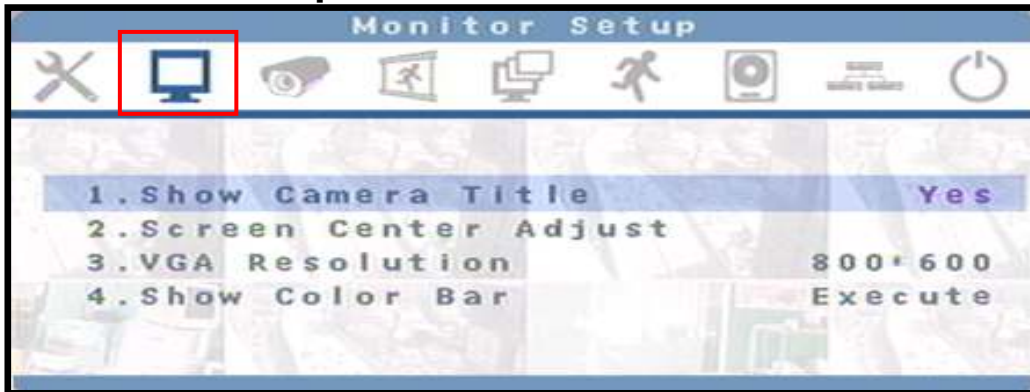 Monitor Setup
1.Show Camera Title Yes
2.Screen Center Adjust
3.VGA Resolution 800*600
4.Show Color Bar Execute